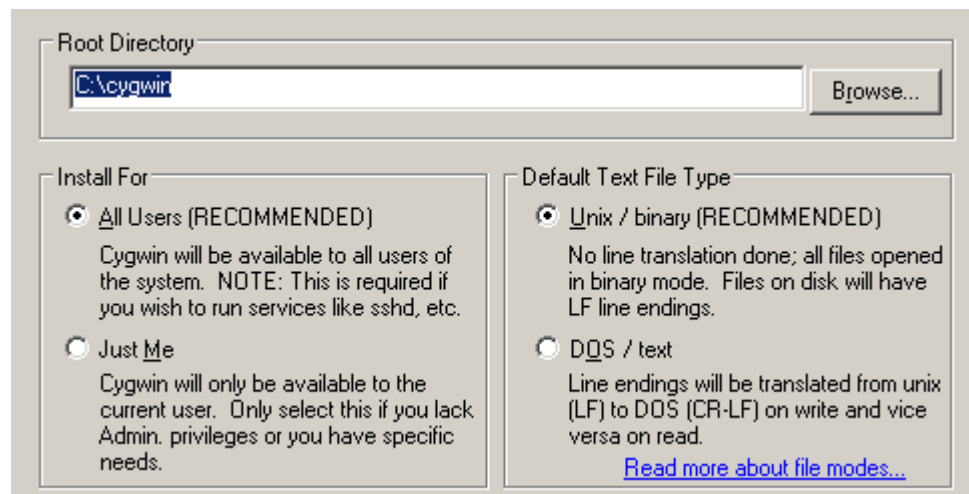 Root Directory
C:\cygwin
Browse...
Install For
All Users (RECOMMENDED)
Cygwin will be available to all users of
the system.  NOTE: This is required if
you wish to run services like sshd, etc.
Just Me
Cygwin will only be available to the
current user.  Only select this if you lack
Admin. privileges or you have specific
needs.
Default Text File Type
Unix / binary (RECOMMENDED)
No line translation done; all files opened
in binary mode.  Files on disk will have
LF line endings.
DOS / text
Line endings will be translated from unix
(LF) to DOS (CR-LF) on write and vice
versa on read.
Read more about file modes...